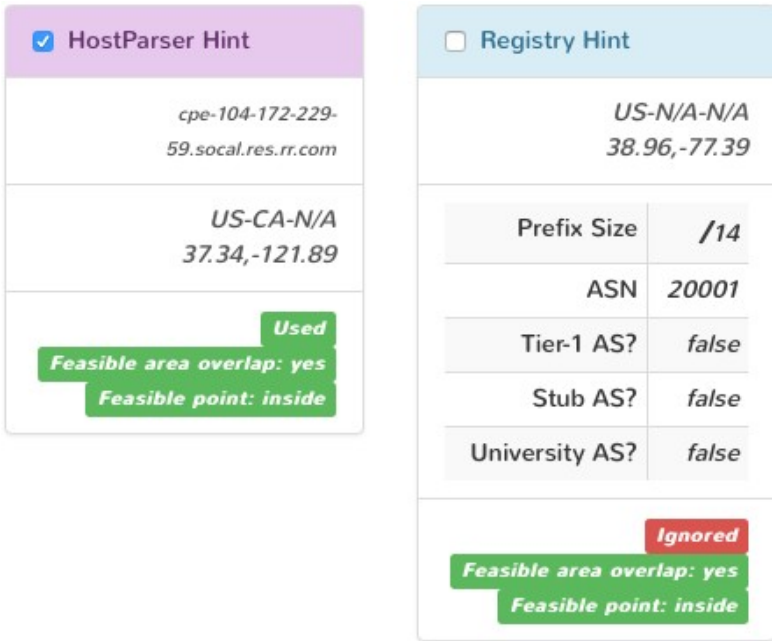 HostParser Hint
cpe-104-172-229-
59.socal.res.rr.com
US-CA-N/A
37.34,-121.89
Used
Feasible area overlap: yes
Feasible point: inside
Registry Hint
US-N/A-N/A
38.96,-77.39
Prefix Size /14
ASN 20001
Tier-1 AS? false
Stub AS? false
University AS? false
Ignored
Feasible area overlap: yes
Feasible point: inside